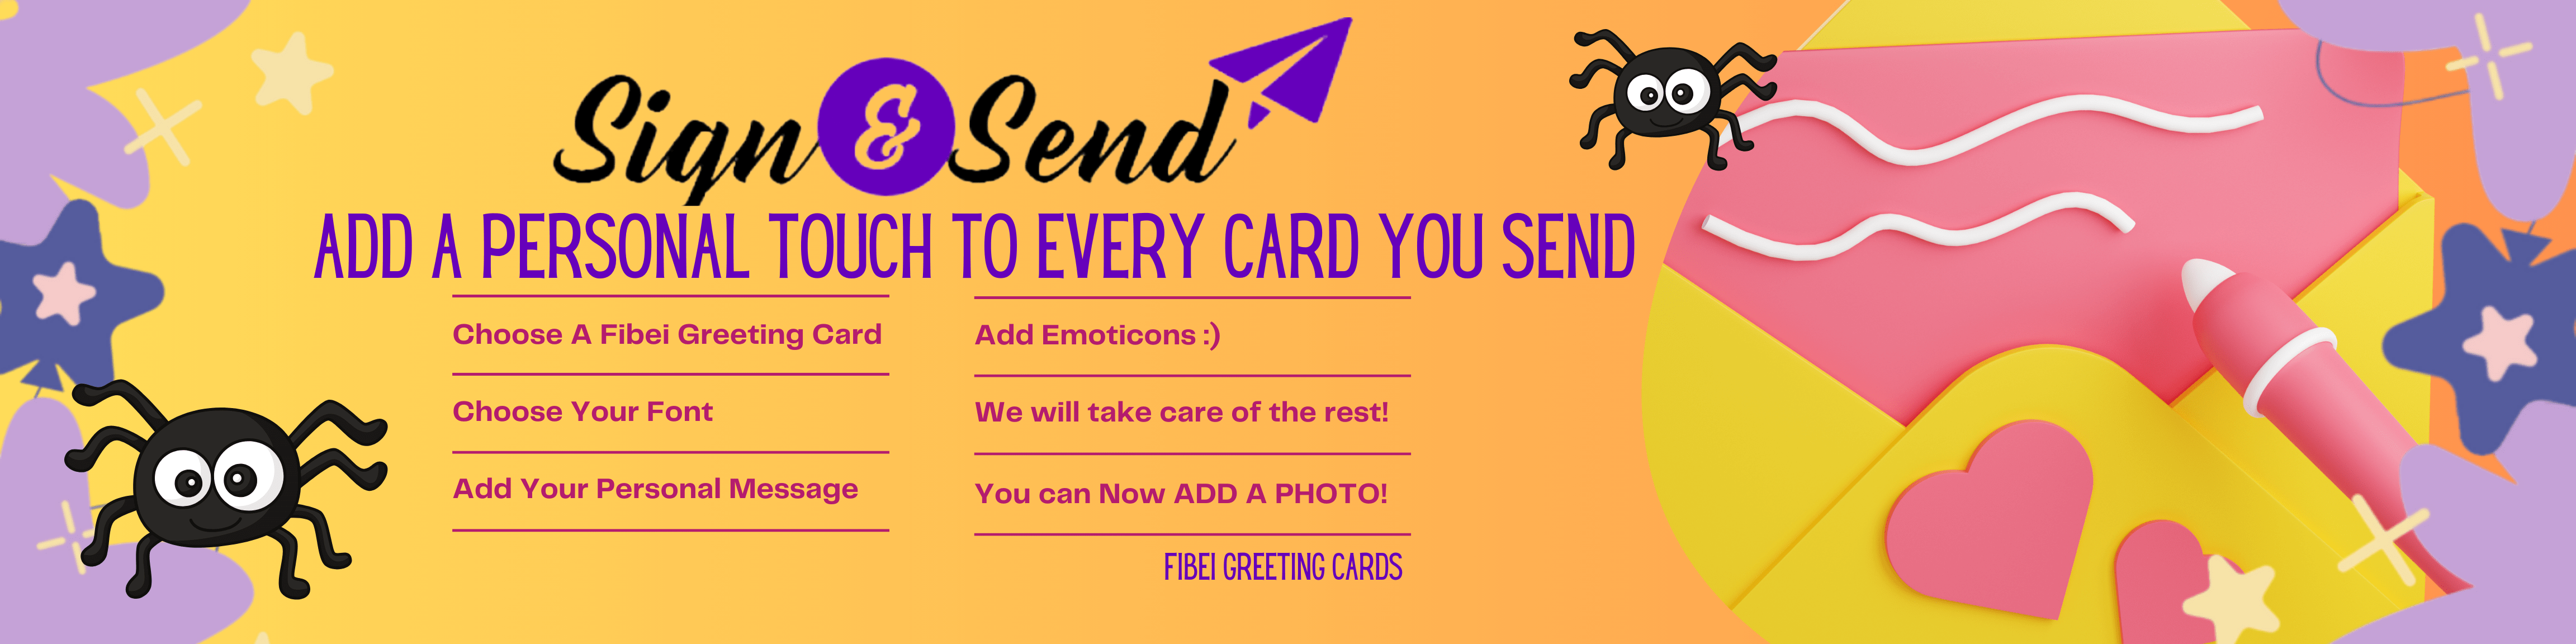 Sign & Send
ADD A PERSONAL TOUCH TO EVERY CARD YOU SEND
Choose A Fibei Greeting Card
Choose Your Font
Add Your Personal Message
Add Emoticons :)
We will take care of the rest!
You can Now ADD A PHOTO!
FIBEI GREETING CARDS